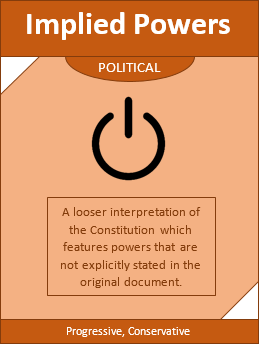 Implied Powers
POLITICAL
A looser interpretation of
the Constitution which
features powers that are
not explicitly stated in the
original document.
Progressive, Conservative